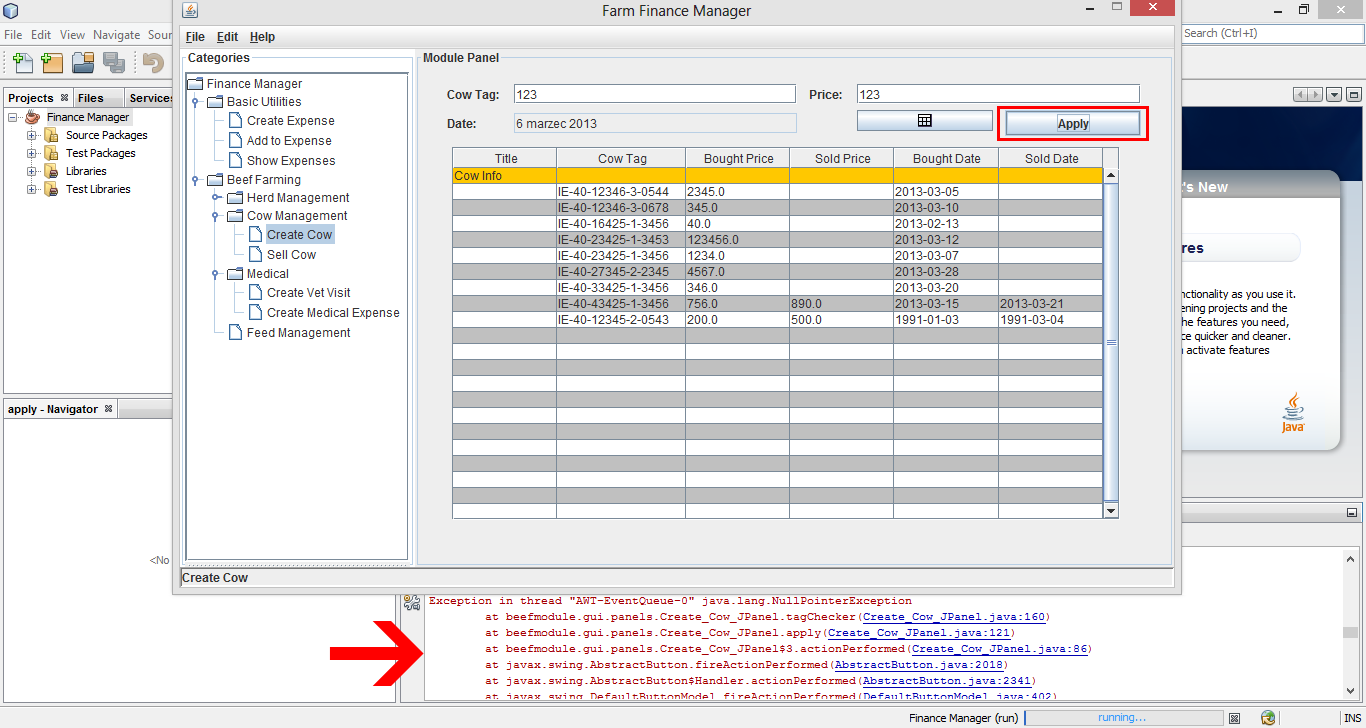 Farm Finance Manager
File Edit View Navigate Sour
Search (Ctrl+I)
File Edit Help
Projects Files Services
Finance Manager
Source Packages
Test Packages
Libraries
Test Libraries
apply - Navigator
<No
Categories
Finance Manager
Basic Utilities
Create Expense
Add to Expense
Show Expenses
Beef Farming
Herd Management
Cow Management
Create Cow
Sell Cow
Medical
Create Vet Visit
Create Medical Expense
Feed Management
Module Panel
Cow Tag: 123 Price: 123
Date: 6 marzec 2013 Apply
Title Cow Tag Bought Price Sold Price Bought Date Sold Date
Cow Info
IE-40-12346-3-0544 2345.0 2013-03-05
IE-40-12346-3-0678 345.0 2013-03-10
IE-40-16425-1-3456 40.0 2013-02-13
IE-40-23425-1-3453 123456.0 2013-03-12
IE-40-23425-1-3456 1234.0 2013-03-07
IE-40-27345-2-2345 4567.0 2013-03-28
IE-40-33425-1-3456 346.0 2013-03-20
IE-40-43425-1-3456 756.0 890.0 2013-03-15 2013-03-21
IE-40-12345-2-0543 200.0 500.0 1991-01-03 1991-03-04
Create Cow
's New
res
nctionality as you use it.
ening projects and the
he features you need,
ce quicker and cleaner.
activate features
Java
Exception in thread "AWT-EventQueue-0" java.lang.NullPointerException
at beefmodule.gui.panels.Create_Cow_JPanel.tagChecker(Create_Cow_JPanel.java:160)
at beefmodule.gui.panels.Create_Cow_JPanel.apply(Create_Cow_JPanel.java:121)
at beefmodule.gui.panels.Create_Cow_JPanel$3.actionPerformed(Create_Cow_JPanel.java:86)
at javax.swing.AbstractButton.fireActionPerformed(AbstractButton.java:2018)
at javax.swing.AbstractButton$Handler.actionPerformed(AbstractButton.java:2341)
at javax.swing.DefaultButtonModel.fireActionPerformed(DefaultButtonModel.java:402)
Finance Manager (run) running... INS